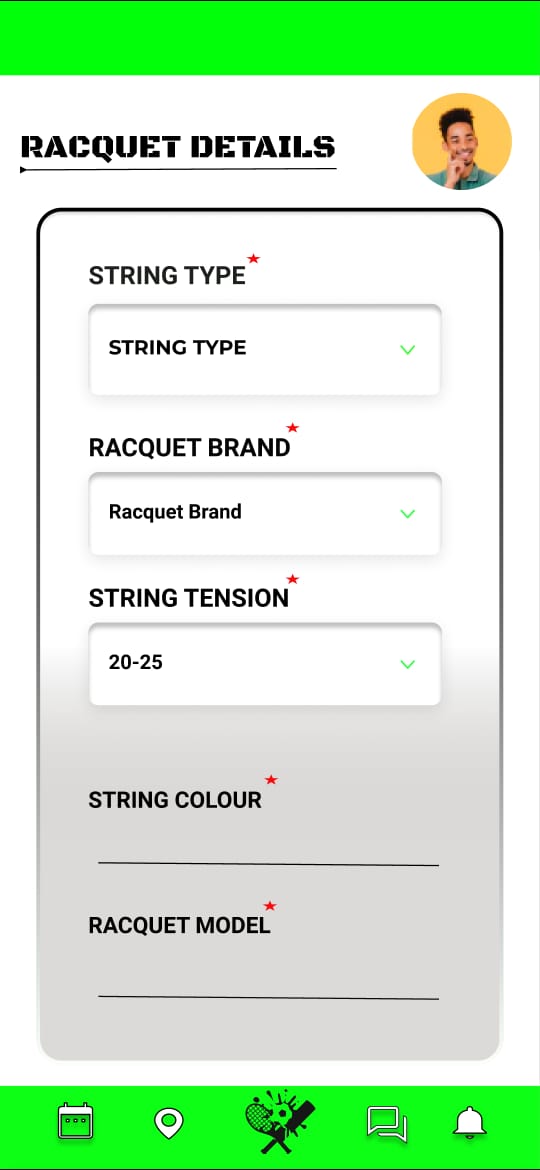 RACQUET DETAILS
STRING TYPE
STRING TYPE
RACQUET BRAND
Racquet Brand
STRING TENSION
20-25
STRING COLOUR
RACQUET MODEL